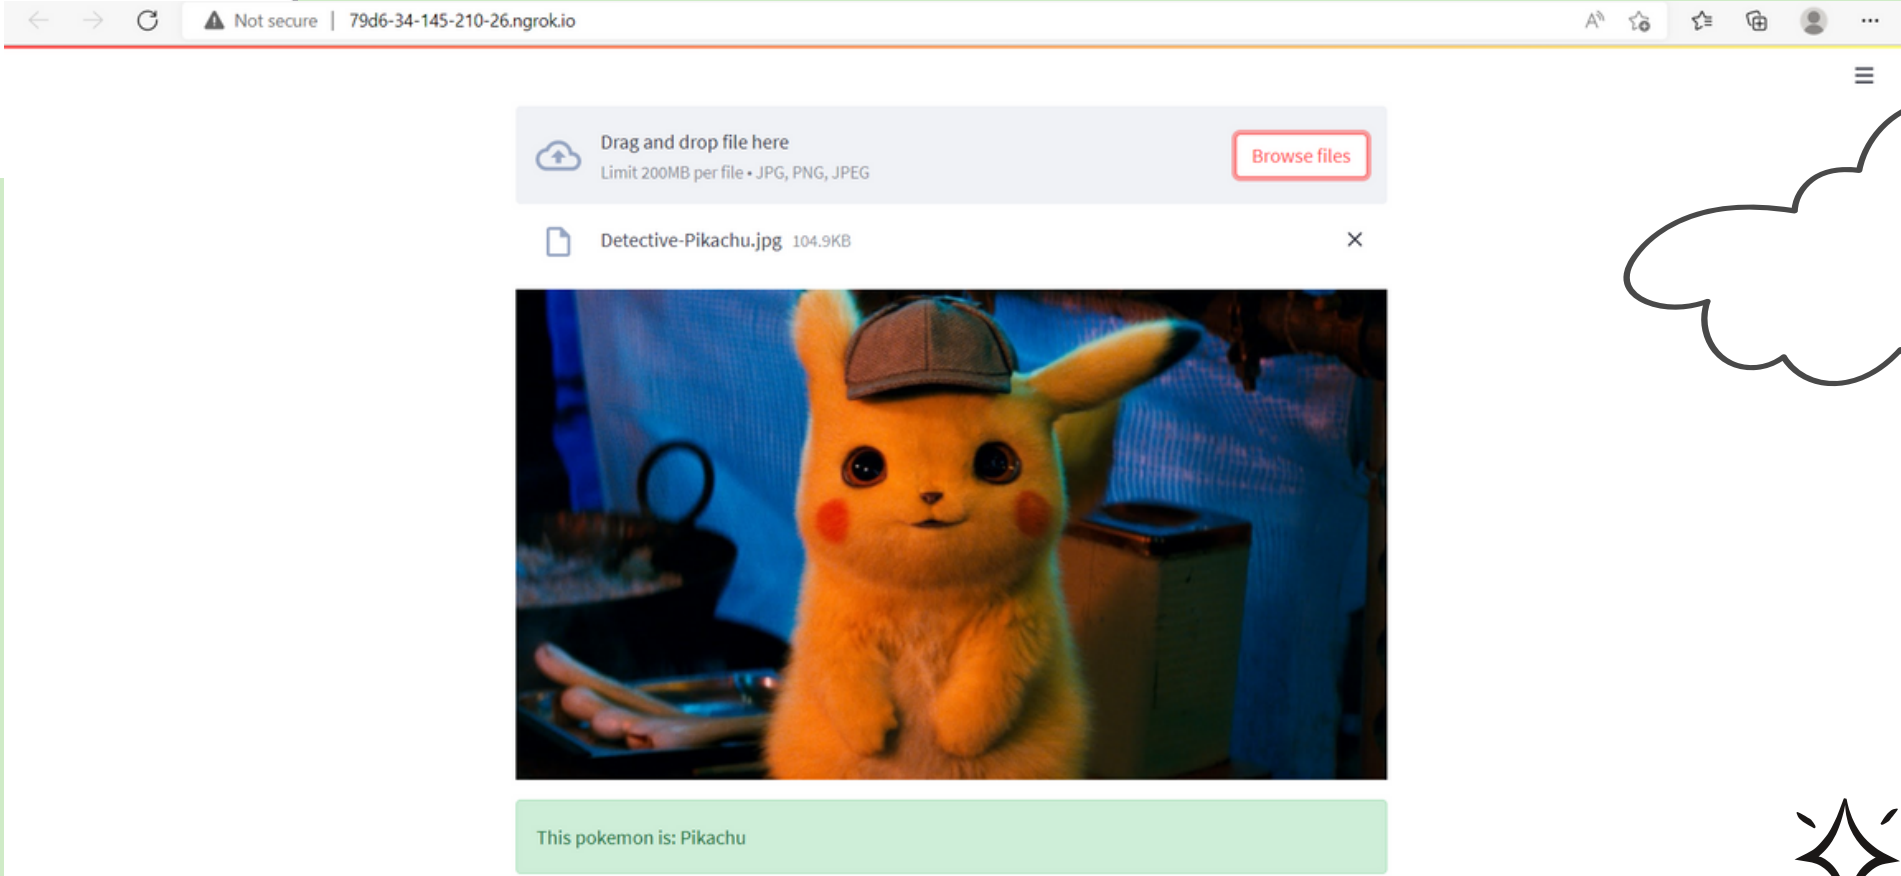 Not secure | 79d6-34-145-210-26.ngrok.io
Drag and drop file here
Browse files
Limit 200MB per file • JPG, PNG, JPEG
Detective-Pikachu.jpg 104.9KB
This pokemon is: Pikachu